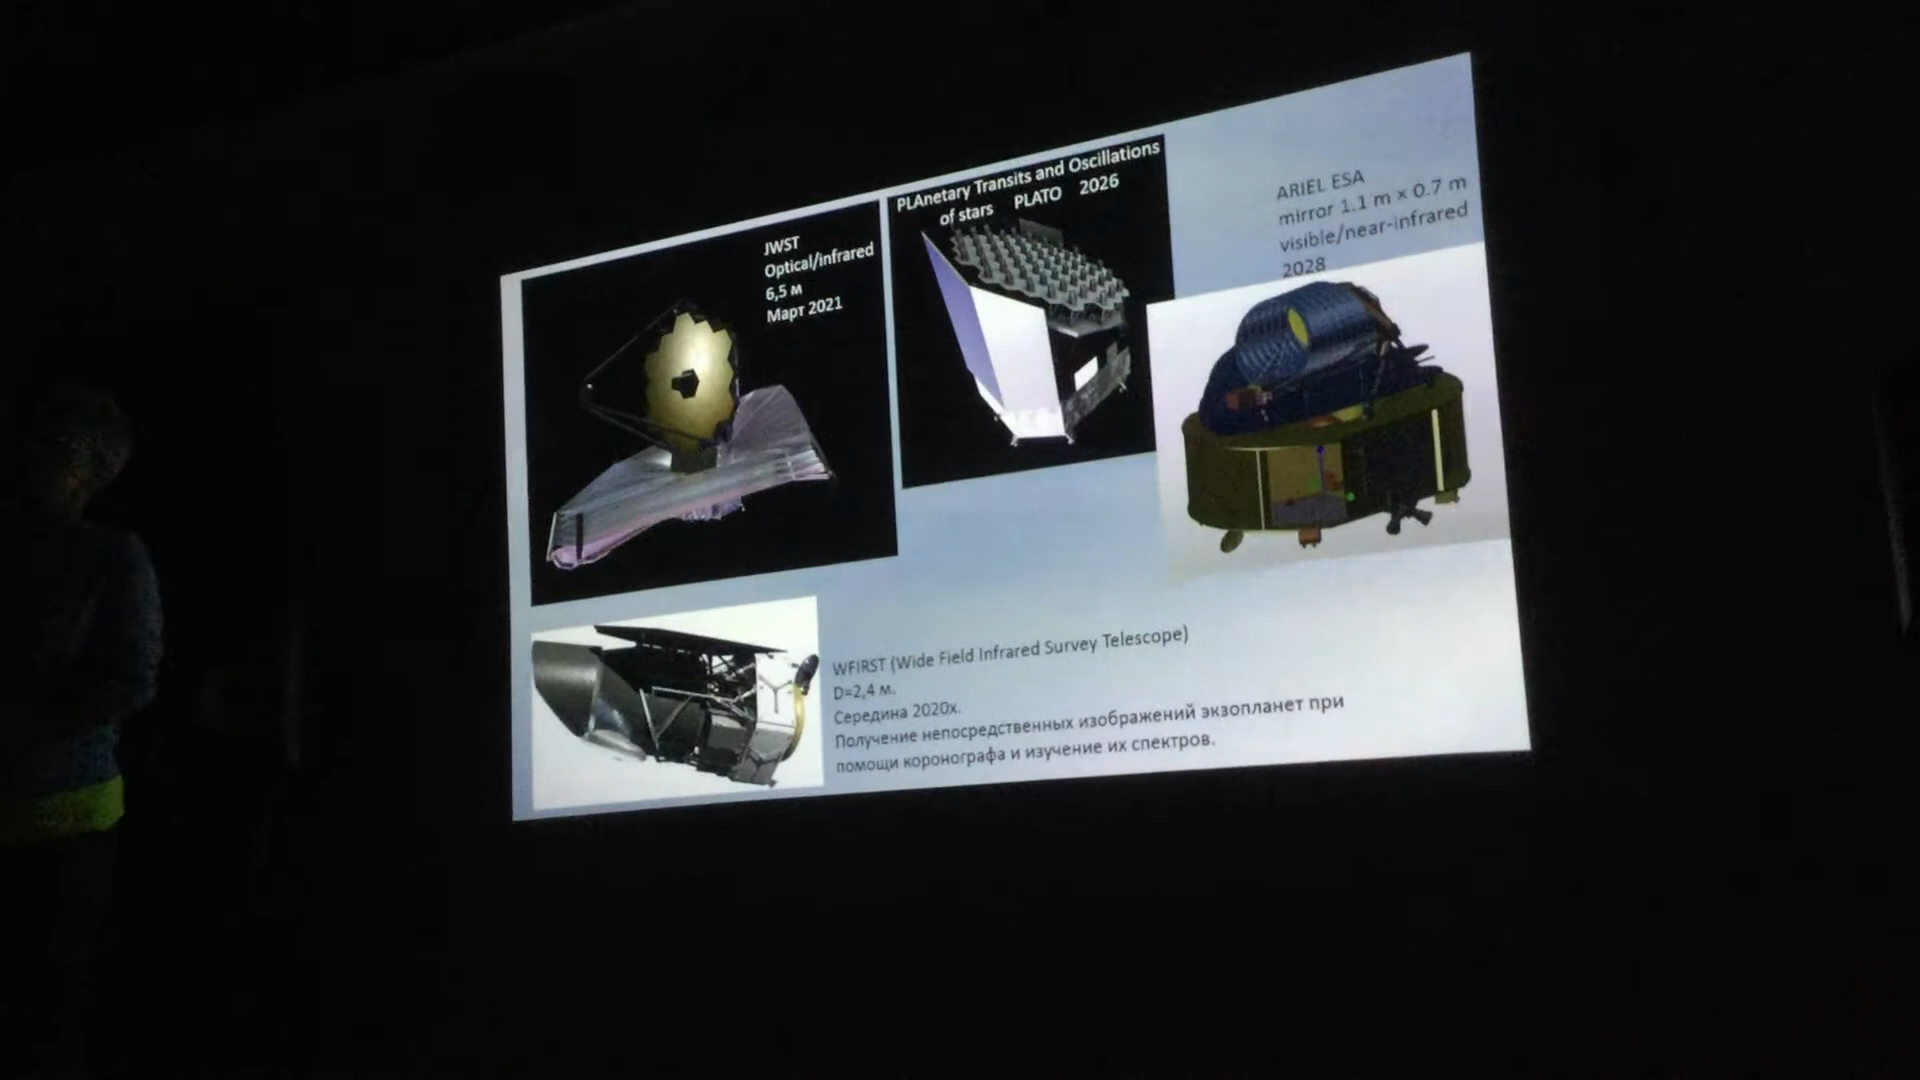 JWST
Optical/infrared
6,5 м
Март 2021
PLAnetary Transits and Oscillations
of stars PLATO 2026
ARIEL ESA
mirror 1.1 m x 0.7 m
visible/near-infrared
2028
WFIRST (Wide Field Infrared Survey Telescope)
D=2,4 м.
Середина 2020х.
Получение непосредственных изображений экзопланет при
помощи коронографа и изучение их спектров.